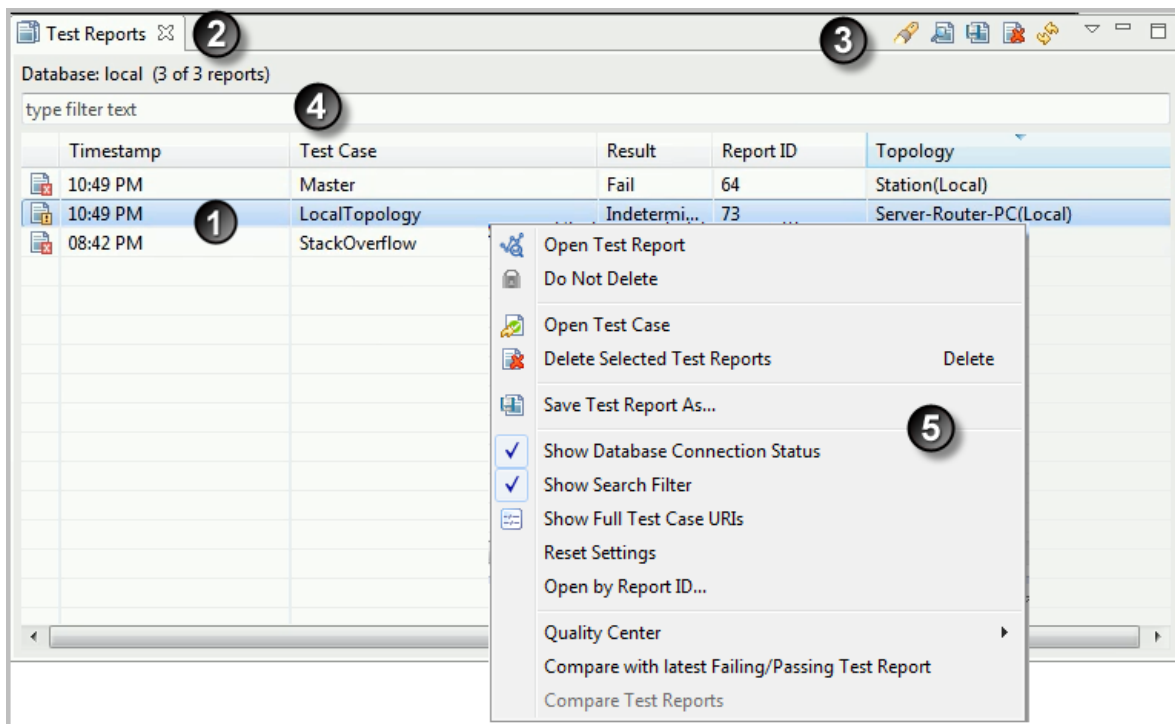 Test Reports 2
3
Database: local (3 of 3 reports)
type filter text 4
Timestamp Test Case Result Report ID Topology
10:49 PM Master Fail 64 Station(Local)
10:49 PM 1 LocalTopology Indetermi... 73 Server-Router-PC(Local)
08:42 PM StackOverflow
Open Test Report
Do Not Delete
Open Test Case
Delete Selected Test Reports Delete
Save Test Report As...
5
Show Database Connection Status
Show Search Filter
Show Full Test Case URIs
Reset Settings
Open by Report ID...
Quality Center
Compare with latest Failing/Passing Test Report
Compare Test Reports